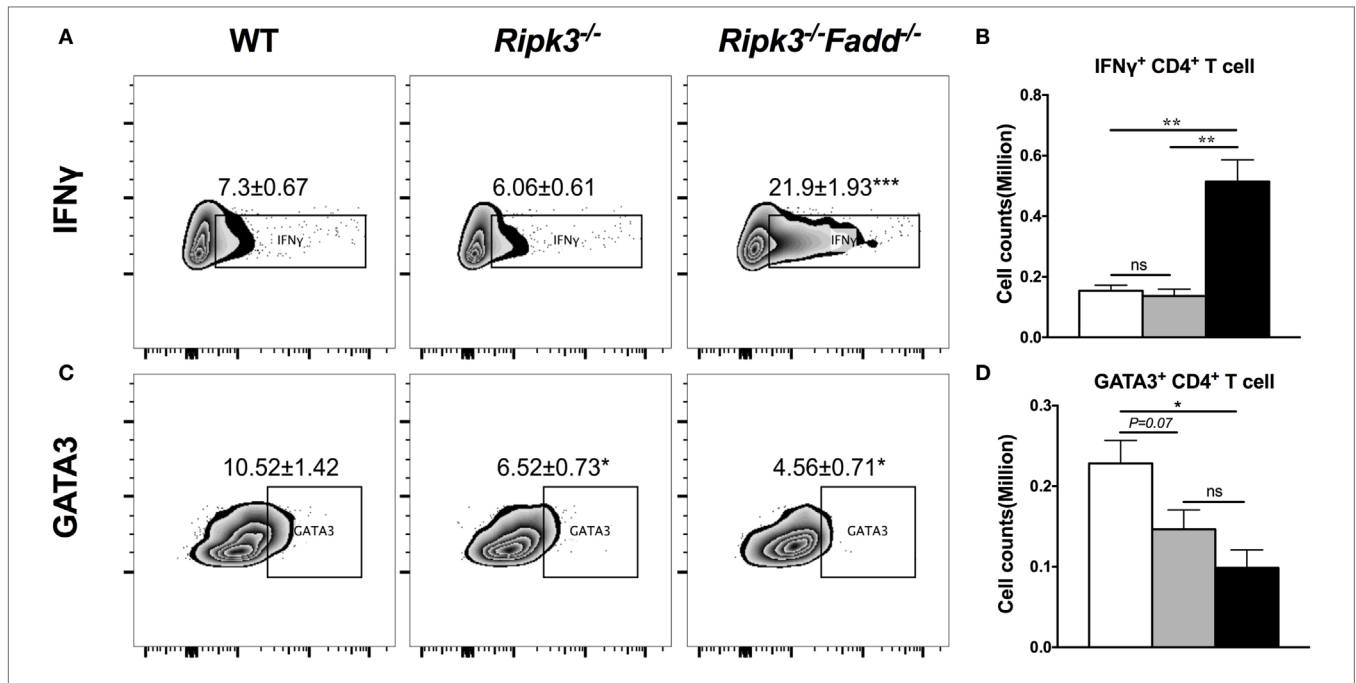 A
WT
Ripk3-/-
Ripk3-/-Fadd-/-
B
IFNγ
7.3±0.67
IFNγ
6.06±0.61
IFNγ
21.9±1.93***
IFNγ
IFNγ+ CD4+ T cell
Cell counts(Million)
0.8
0.6
0.4
0.2
0.0
**
**
ns
C
GATA3
10.52±1.42
GATA3
6.52±0.73*
GATA3
4.56±0.71*
GATA3
D
GATA3+ CD4+ T cell
Cell counts(Million)
0.3
0.2
0.1
0.0
*
P=0.07
ns